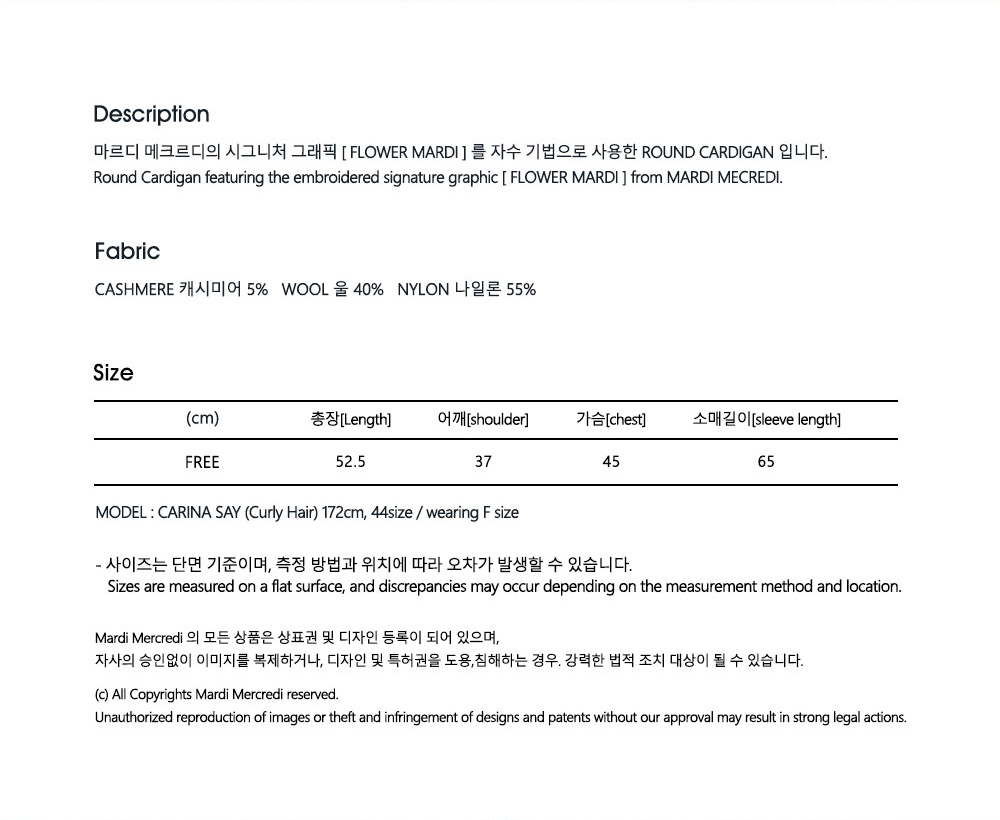 Description
마르디 메크르디의 시그니처 그래픽 [ FLOWER MARDI ] 를 자수 기법으로 사용한 ROUND CARDIGAN 입니다.
Round Cardigan featuring the embroidered signature graphic [ FLOWER MARDI ] from MARDI MECREDI.
Fabric
CASHMERE 캐시미어 5% WOOL 울 40% NYLON 나일론 55%
Size
(cm) 총장[Length] 어깨[shoulder] 가슴[chest] 소매길이[sleeve length]
FREE 52.5 37 45 65
MODEL : CARINA SAY (Curly Hair) 172cm, 44size / wearing F size
- 사이즈는 단면 기준이며, 측정 방법과 위치에 따라 오차가 발생할 수 있습니다.
Sizes are measured on a flat surface, and discrepancies may occur depending on the measurement method and location.
Mardi Mercredi 의 모든 상품은 상표권 및 디자인 등록이 되어 있으며,
자사의 승인없이 이미지를 복제하거나, 디자인 및 특허권을 도용,침해하는 경우. 강력한 법적 조치 대상이 될 수 있습니다.
(c) All Copyrights Mardi Mercredi reserved.
Unauthorized reproduction of images or theft and infringement of designs and patents without our approval may result in strong legal actions.